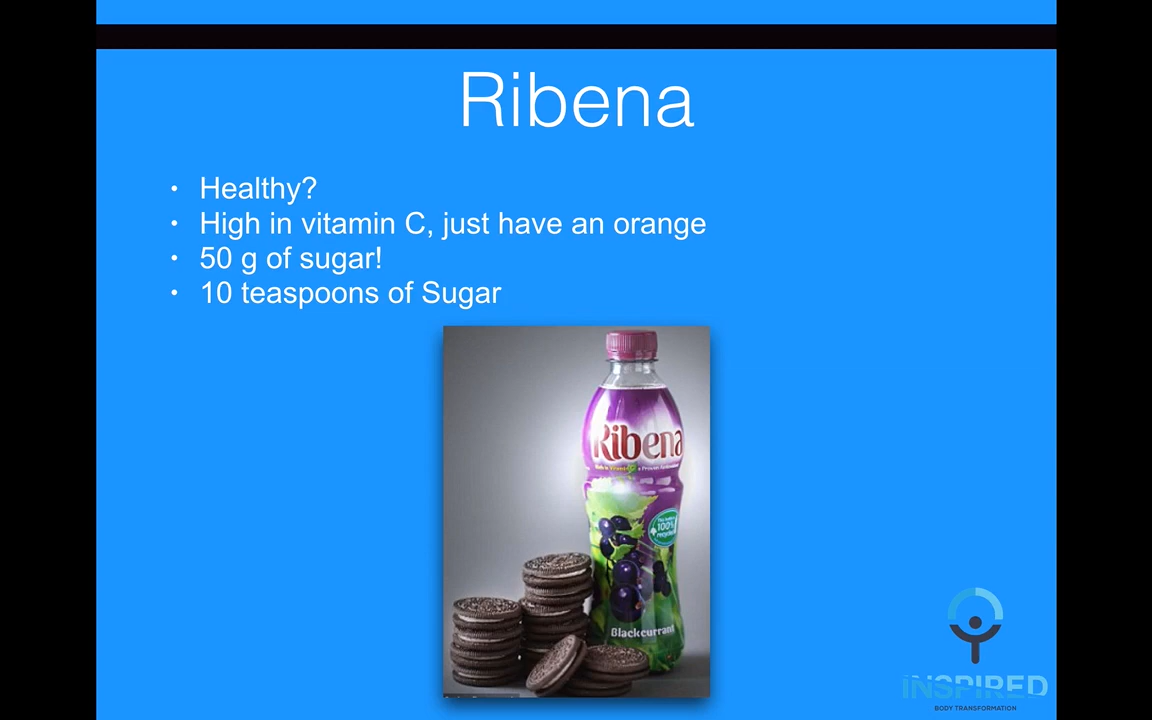 Ribena
• Healthy?
• High in vitamin C, just have an orange
• 50 g of sugar!
• 10 teaspoons of Sugar
Ribena
Blackcurrant
100%
INSPIRED
BODY TRANSFORMATION